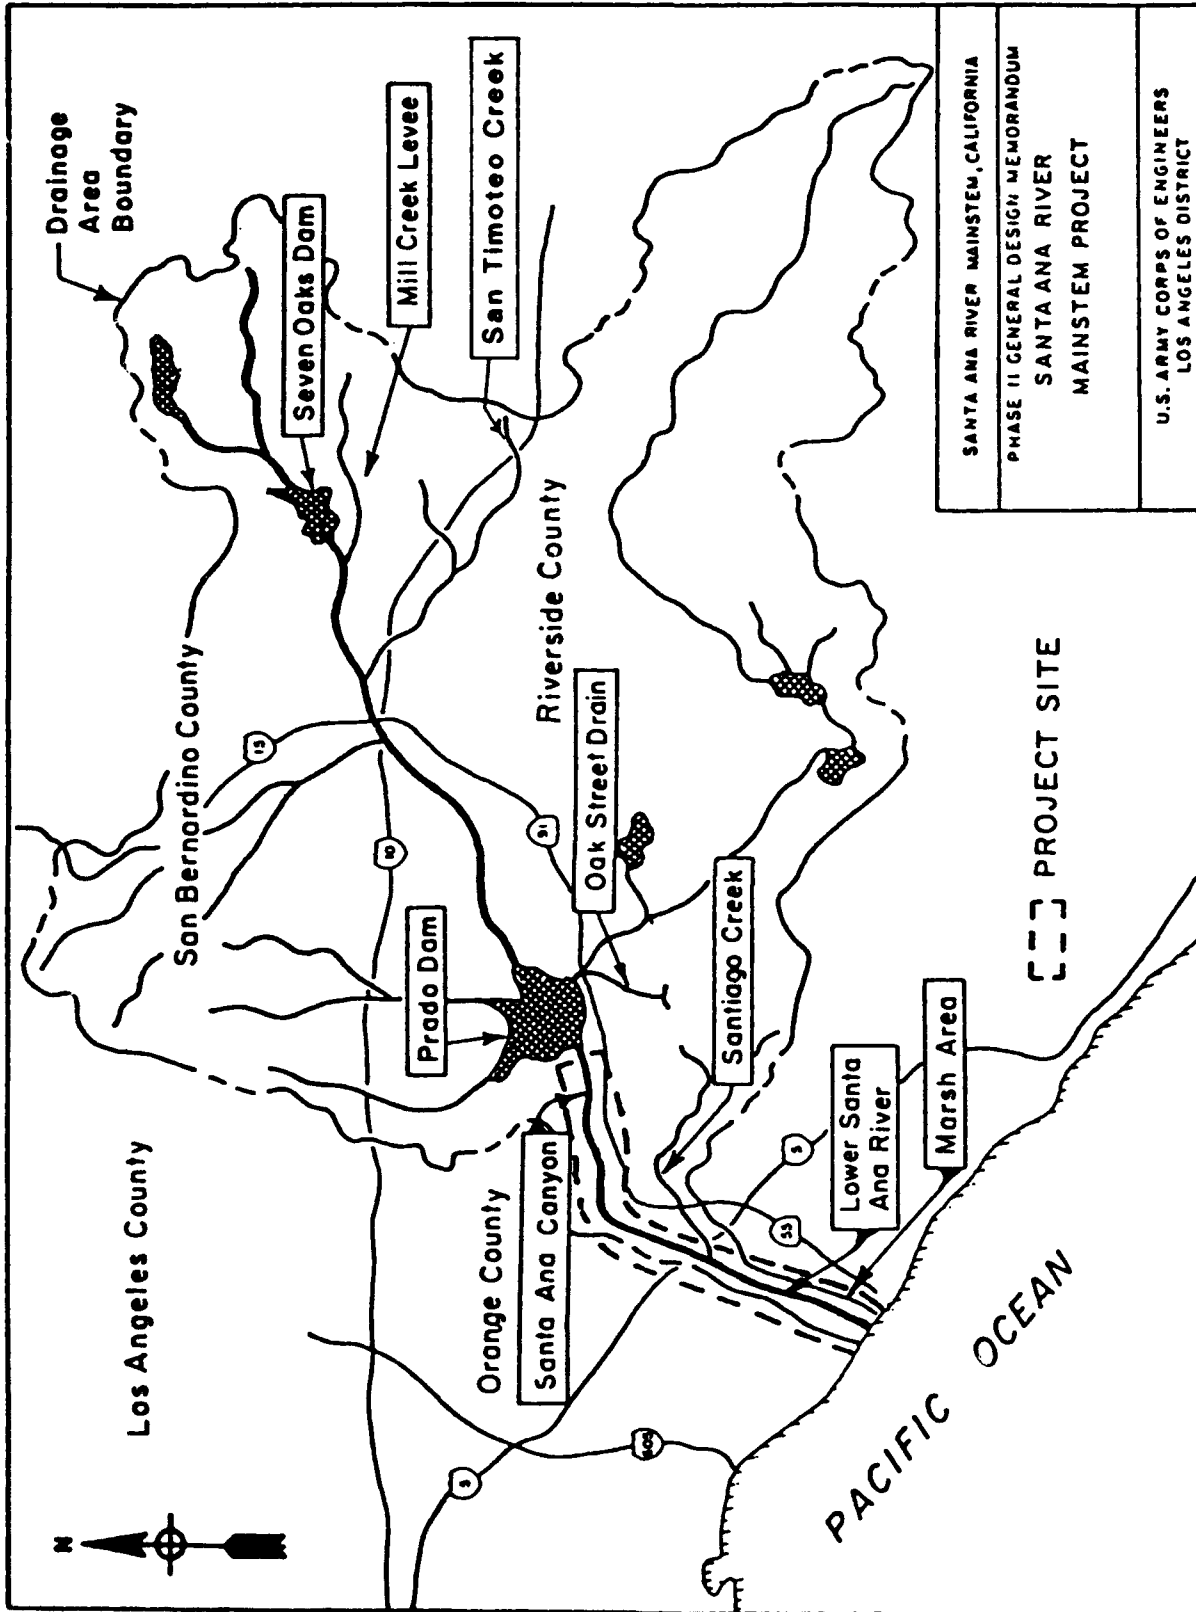 N
Los Angeles County
San Bernardino County
Drainage
Area
Boundary
Seven Oaks Dam
Mill Creek Levee
San Timoteo Creek
15
10
Prado Dam
Orange County
Santa Ana Canyon
Riverside County
91
Oak Street Drain
Santiago Creek
5
605
5
55
Lower Santa
Ana River
Marsh Area
PACIFIC OCEAN
PROJECT SITE
SANTA ANA RIVER MAINSTEM, CALIFORNIA
PHASE II GENERAL DESIGN MEMORANDUM
SANTA ANA RIVER
MAINSTEM PROJECT
U.S. ARMY CORPS OF ENGINEERS
LOS ANGELES DISTRICT